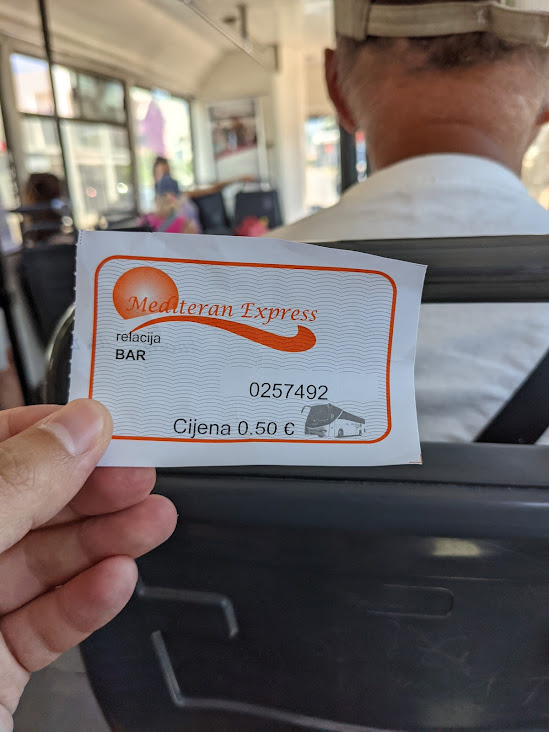 Mediteran Express
relacija
BAR
0257492
Cijena 0.50 €